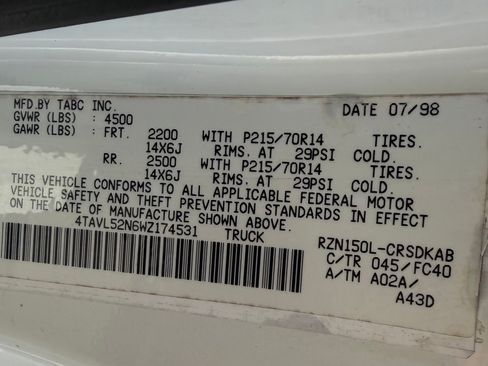 MFD.BY TABC INC. DATE 07/98
GVWR (LBS) : 4500
GAWR (LBS) : FRT. 2200 WITH P215/70R14 TIRES.
14X6J RIMS. AT 29PSI COLD.
RR. 2500 WITH P215/70R14 TIRES.
14X6J RIMS. AT 29PSI COLD.
THIS VEHICLE CONFORMS TO ALL APPLICABLE FEDERAL MOTOR
VEHICLE SAFETY AND THEFT PREVENTION STANDARDS IN EFFECT
ON THE DATE OF MANUFACTURE SHOWN ABOVE.
4TAVL52N6WZ174531 TRUCK RZN150L-CRSDKAB
C/TR 045/FC40
A/TM A02A/
A43D